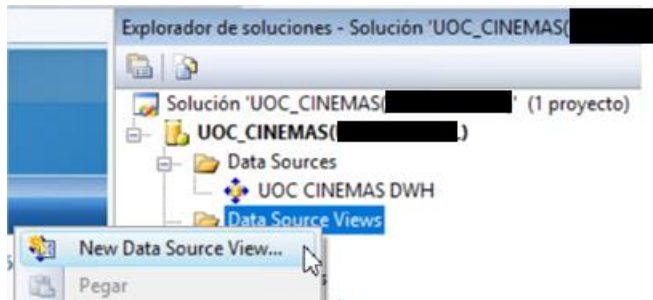 Explorador de soluciones - Solución 'UOC_CINEMAS(
Solución 'UOC_CINEMAS( ' (1 proyecto)
UOC_CINEMAS( .)
Data Sources
UOC CINEMAS DWH
Data Source Views
New Data Source View...
Pegar